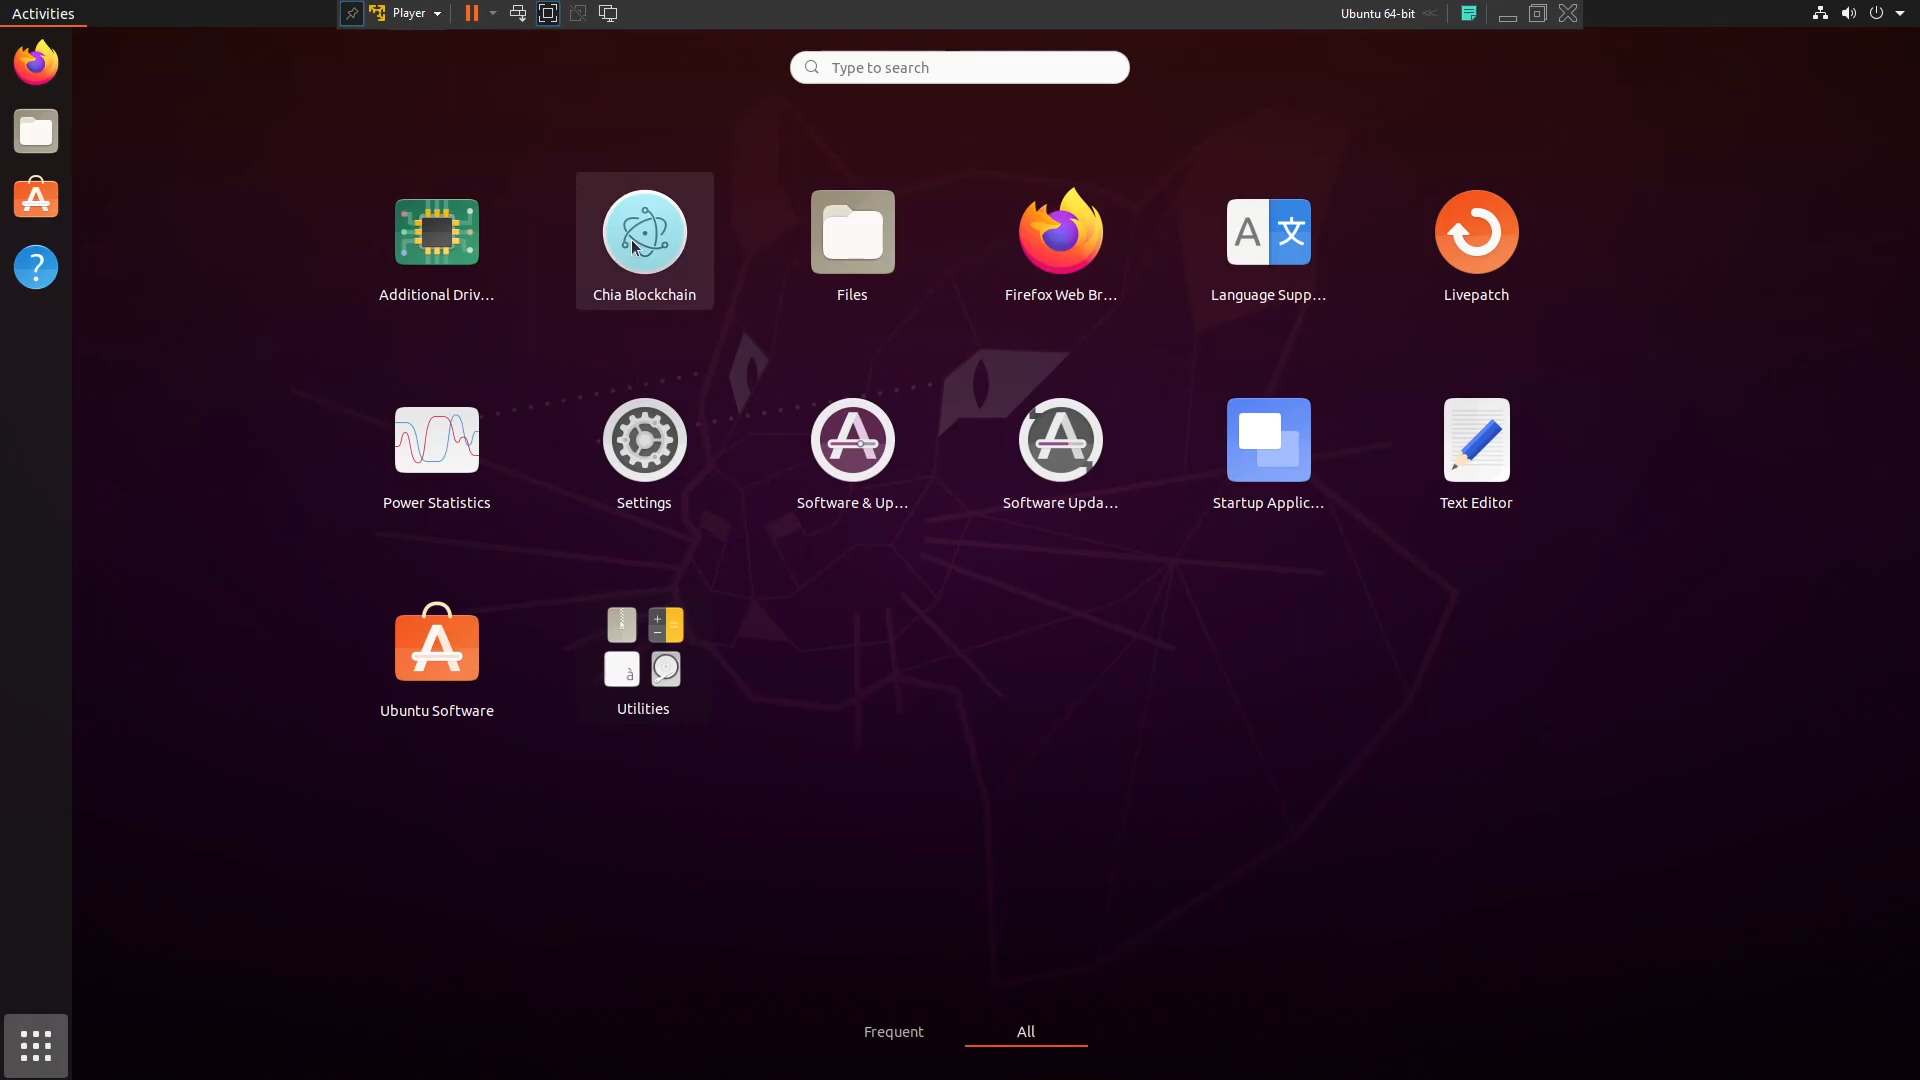 Activities
Player
Ubuntu 64-bit
Type to search
Additional Driv...
Chia Blockchain
Files
Firefox Web Br...
Language Supp...
Livepatch
Power Statistics
Settings
Software & Up...
Software Upda...
Startup Applic...
Text Editor
Ubuntu Software
Utilities
Frequent
All